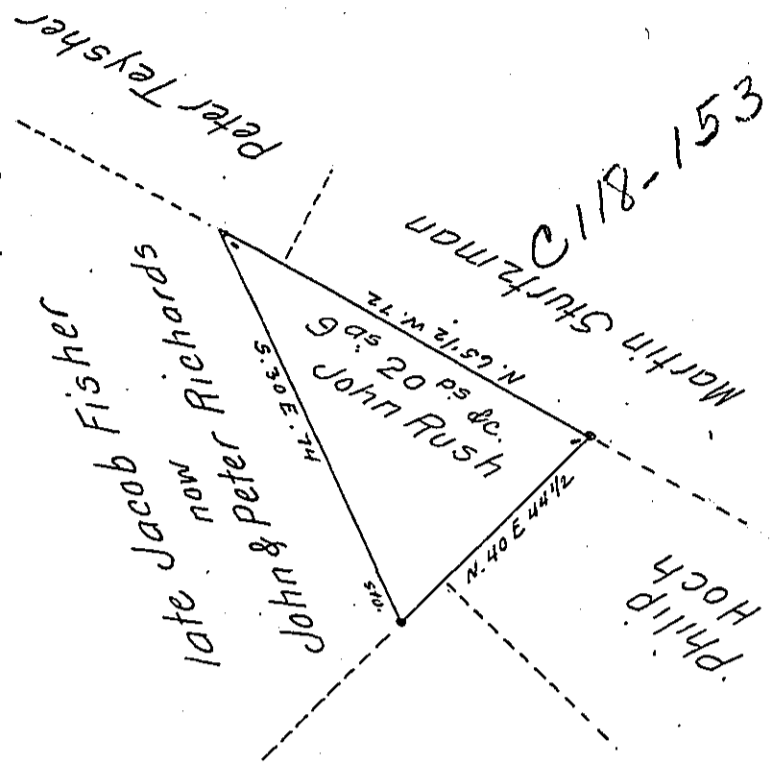 Peter Teysher
C118-153
Martin Sturtzman
late Jacob Fisher
now
John & Peter Richards
S. 30 E. 74
N. 65 1/2 W. 72
9 as 20 ps &c.
John Rush
N. 40 E 44 1/2
sto.
Philip
Hoch